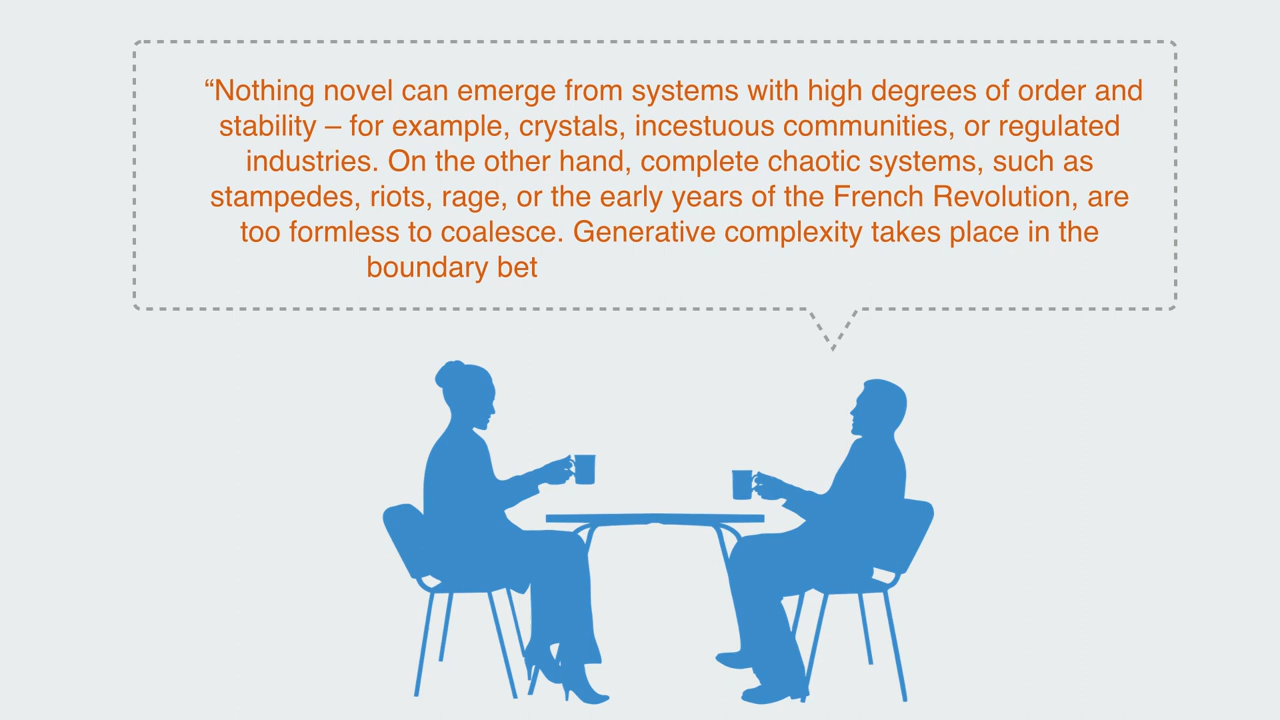 “Nothing novel can emerge from systems with high degrees of order and
stability – for example, crystals, incestuous communities, or regulated
industries. On the other hand, complete chaotic systems, such as
stampedes, riots, rage, or the early years of the French Revolution, are
too formless to coalesce. Generative complexity takes place in the
boundary bet